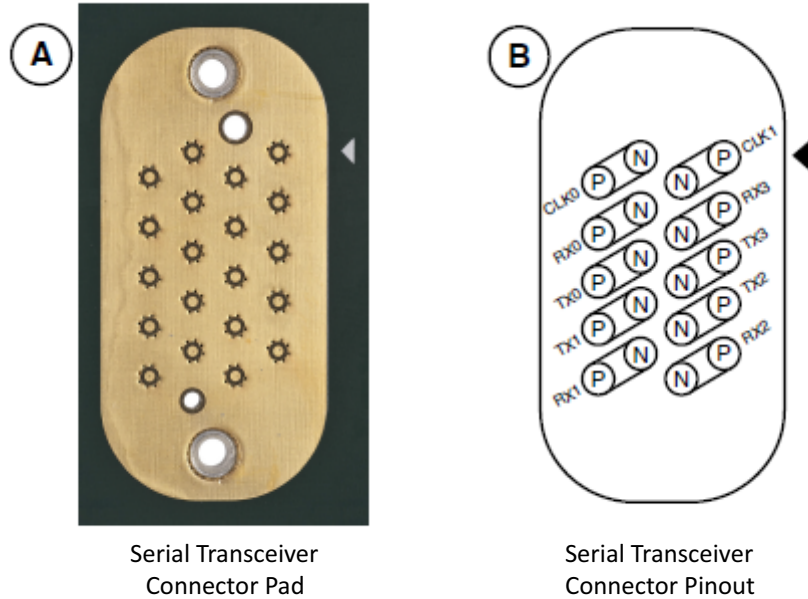 A
B
CLK0
P
N
N
P
CLK1
RX0
P
N
N
P
RX3
TX0
P
N
N
P
TX3
TX1
P
N
N
P
TX2
RX1
P
N
N
P
RX2
Serial Transceiver
Connector Pad
Serial Transceiver
Connector Pinout